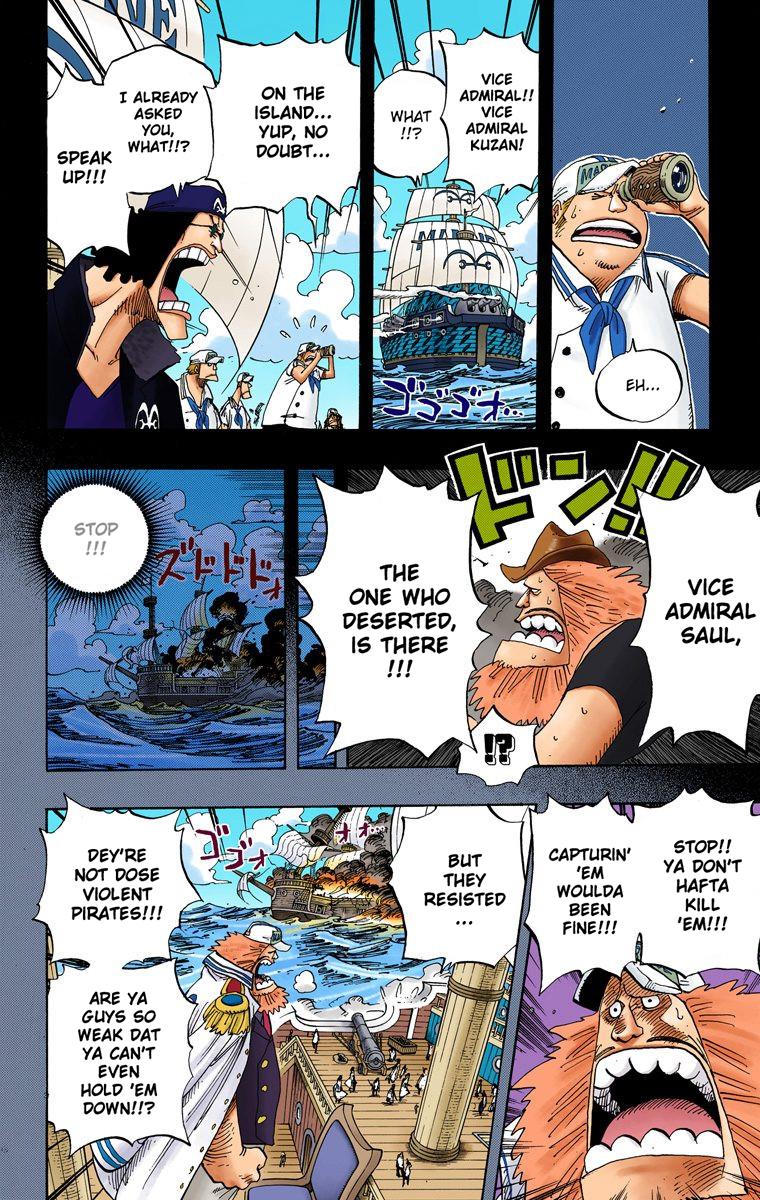 EH...
VICE
ADMIRAL!!
VICE
ADMIRAL
KUZAN!
WHAT
!!?
MARINE
ゴゴゴオ...
ON THE
ISLAND...
YUP, NO
DOUBT...
I ALREADY
ASKED
YOU,
WHAT!!?
SPEAK
UP!!!
ドーン!!
VICE
ADMIRAL
SAUL,
THE
ONE WHO
DESERTED,
IS THERE
!!!
!?
STOP
!!!
ズドドドォ
STOP!!
YA DON'T
HAFTA
KILL
'EM!!!
CAPTURIN'
'EM
WOULDA
BEEN
FINE!!!
BUT
THEY
RESISTED
...
オォ...
ゴゴオ
DEY'RE
NOT DOSE
VIOLENT
PIRATES!!!
ARE YA
GUYS SO
WEAK DAT
YA CAN'T
EVEN
HOLD 'EM
DOWN!!?